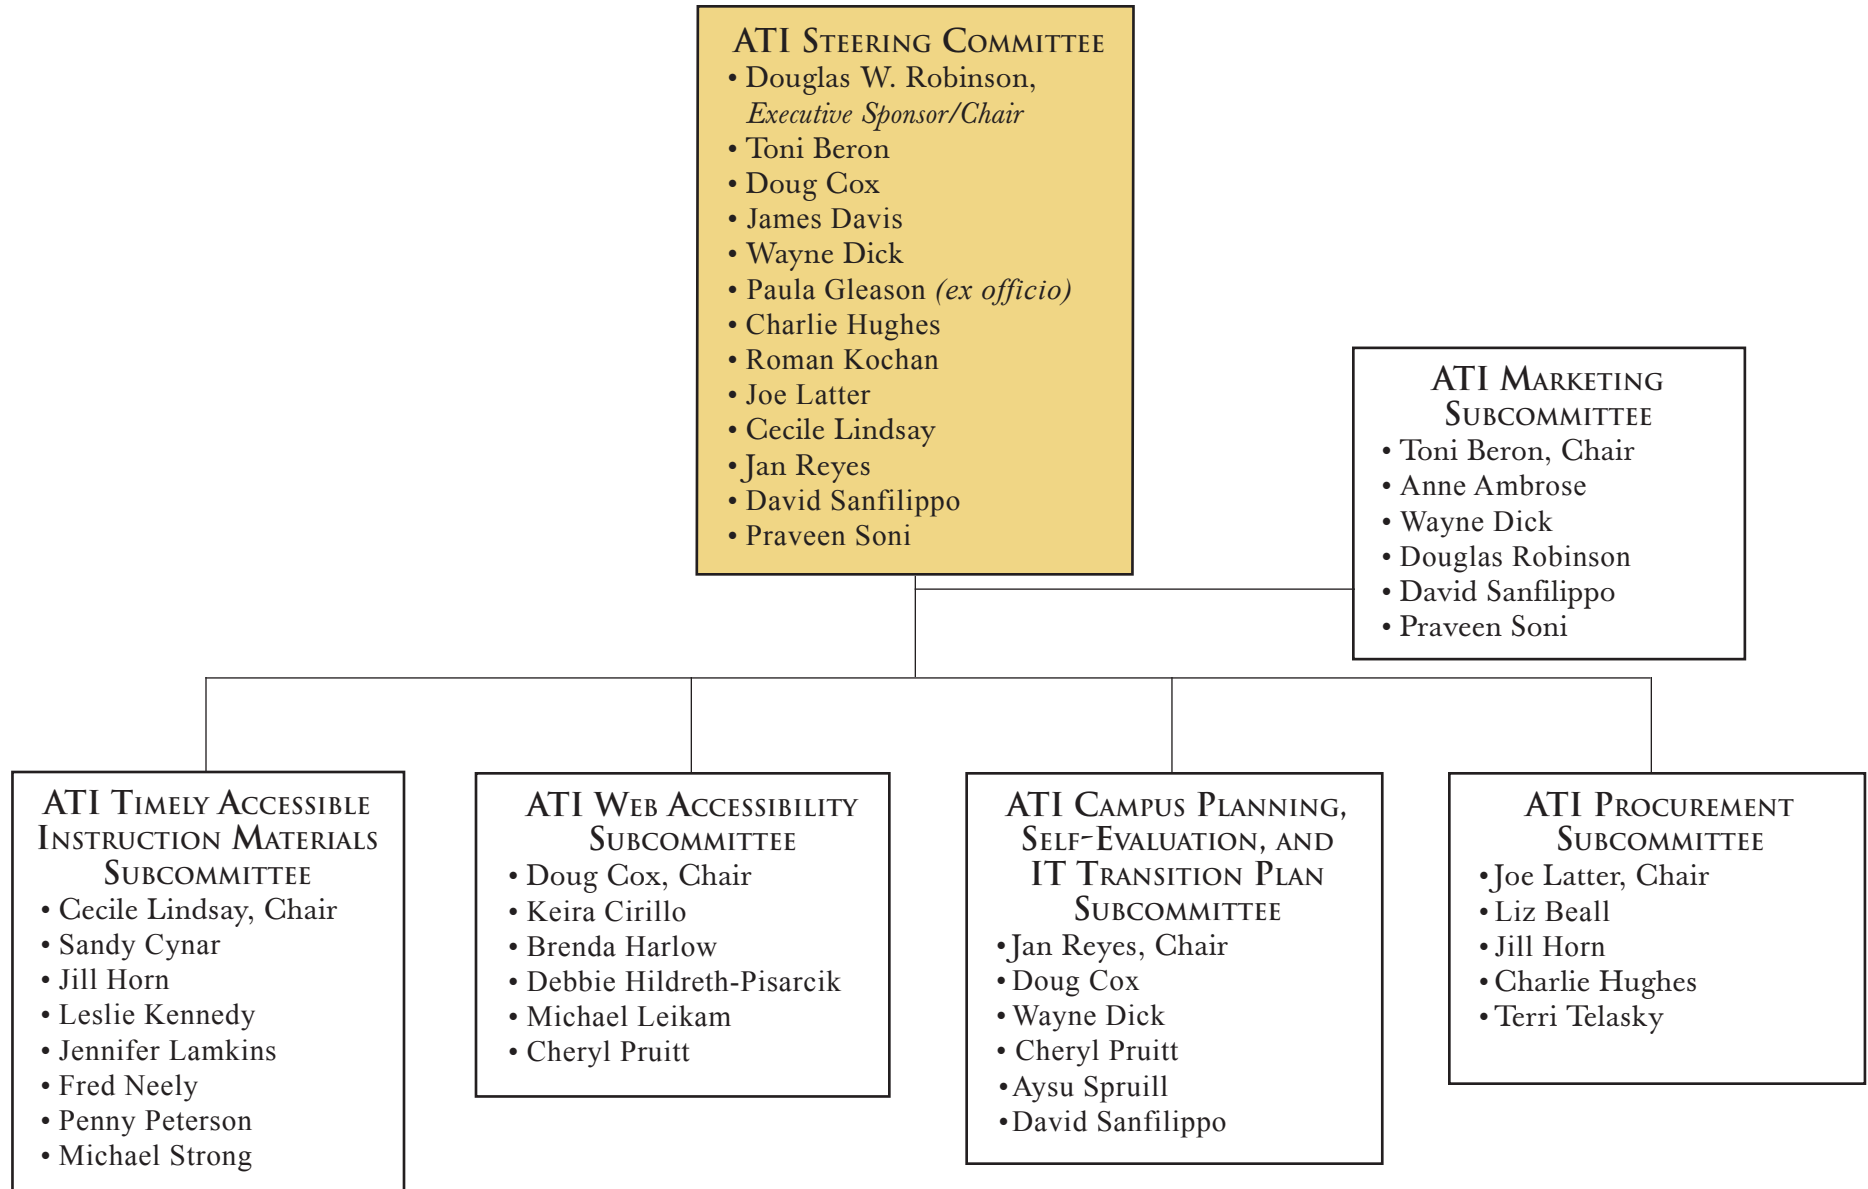 ATI Steering Committee
• Douglas W. Robinson,
Executive Sponsor/Chair
• Toni Beron
• Doug Cox
• James Davis
• Wayne Dick
• Paula Gleason (ex officio)
• Charlie Hughes
• Roman Kochan
• Joe Latter
• Cecile Lindsay
• Jan Reyes
• David Sanfilippo
• Praveen Soni
ATI Marketing
Subcommittee
• Toni Beron, Chair
• Anne Ambrose
• Wayne Dick
• Douglas Robinson
• David Sanfilippo
• Praveen Soni
ATI Timely Accessible
Instruction Materials
Subcommittee
• Cecile Lindsay, Chair
• Sandy Cynar
• Jill Horn
• Leslie Kennedy
• Jennifer Lamkins
• Fred Neely
• Penny Peterson
• Michael Strong
ATI Web Accessibility
Subcommittee
• Doug Cox, Chair
• Keira Cirillo
• Brenda Harlow
• Debbie Hildreth-Pisarcik
• Michael Leikam
• Cheryl Pruitt
ATI Campus Planning,
Self-Evaluation, and
IT Transition Plan
Subcommittee
• Jan Reyes, Chair
• Doug Cox
• Wayne Dick
• Cheryl Pruitt
• Aysu Spruill
• David Sanfilippo
ATI Procurement
Subcommittee
• Joe Latter, Chair
• Liz Beall
• Jill Horn
• Charlie Hughes
• Terri Telasky